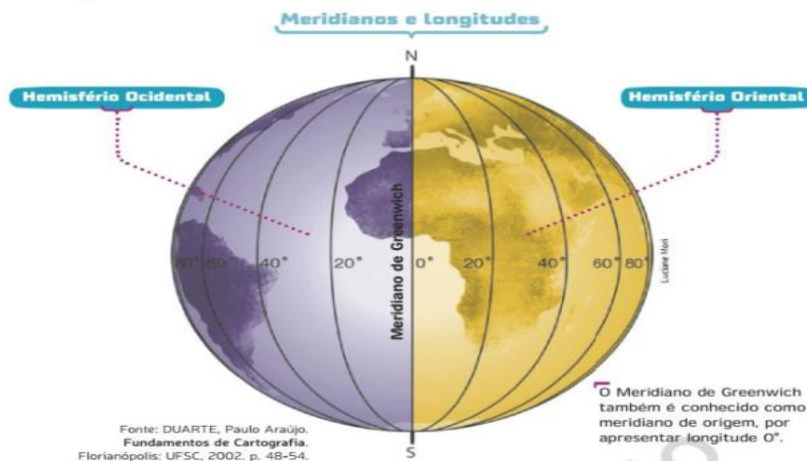 Meridianos e longitudes
N
Hemisfério Ocidental
Hemisfério Oriental
Meridiano de Greenwich
80° 60° 40° 20° 0° 20° 40° 60° 80°
Luciane Mori
O Meridiano de Greenwich
também é conhecido como
meridiano de origem, por
apresentar longitude 0°.
Fonte: DUARTE, Paulo Araújo.
Fundamentos de Cartografia.
Florianópolis: UFSC, 2002. p. 48-54.
S